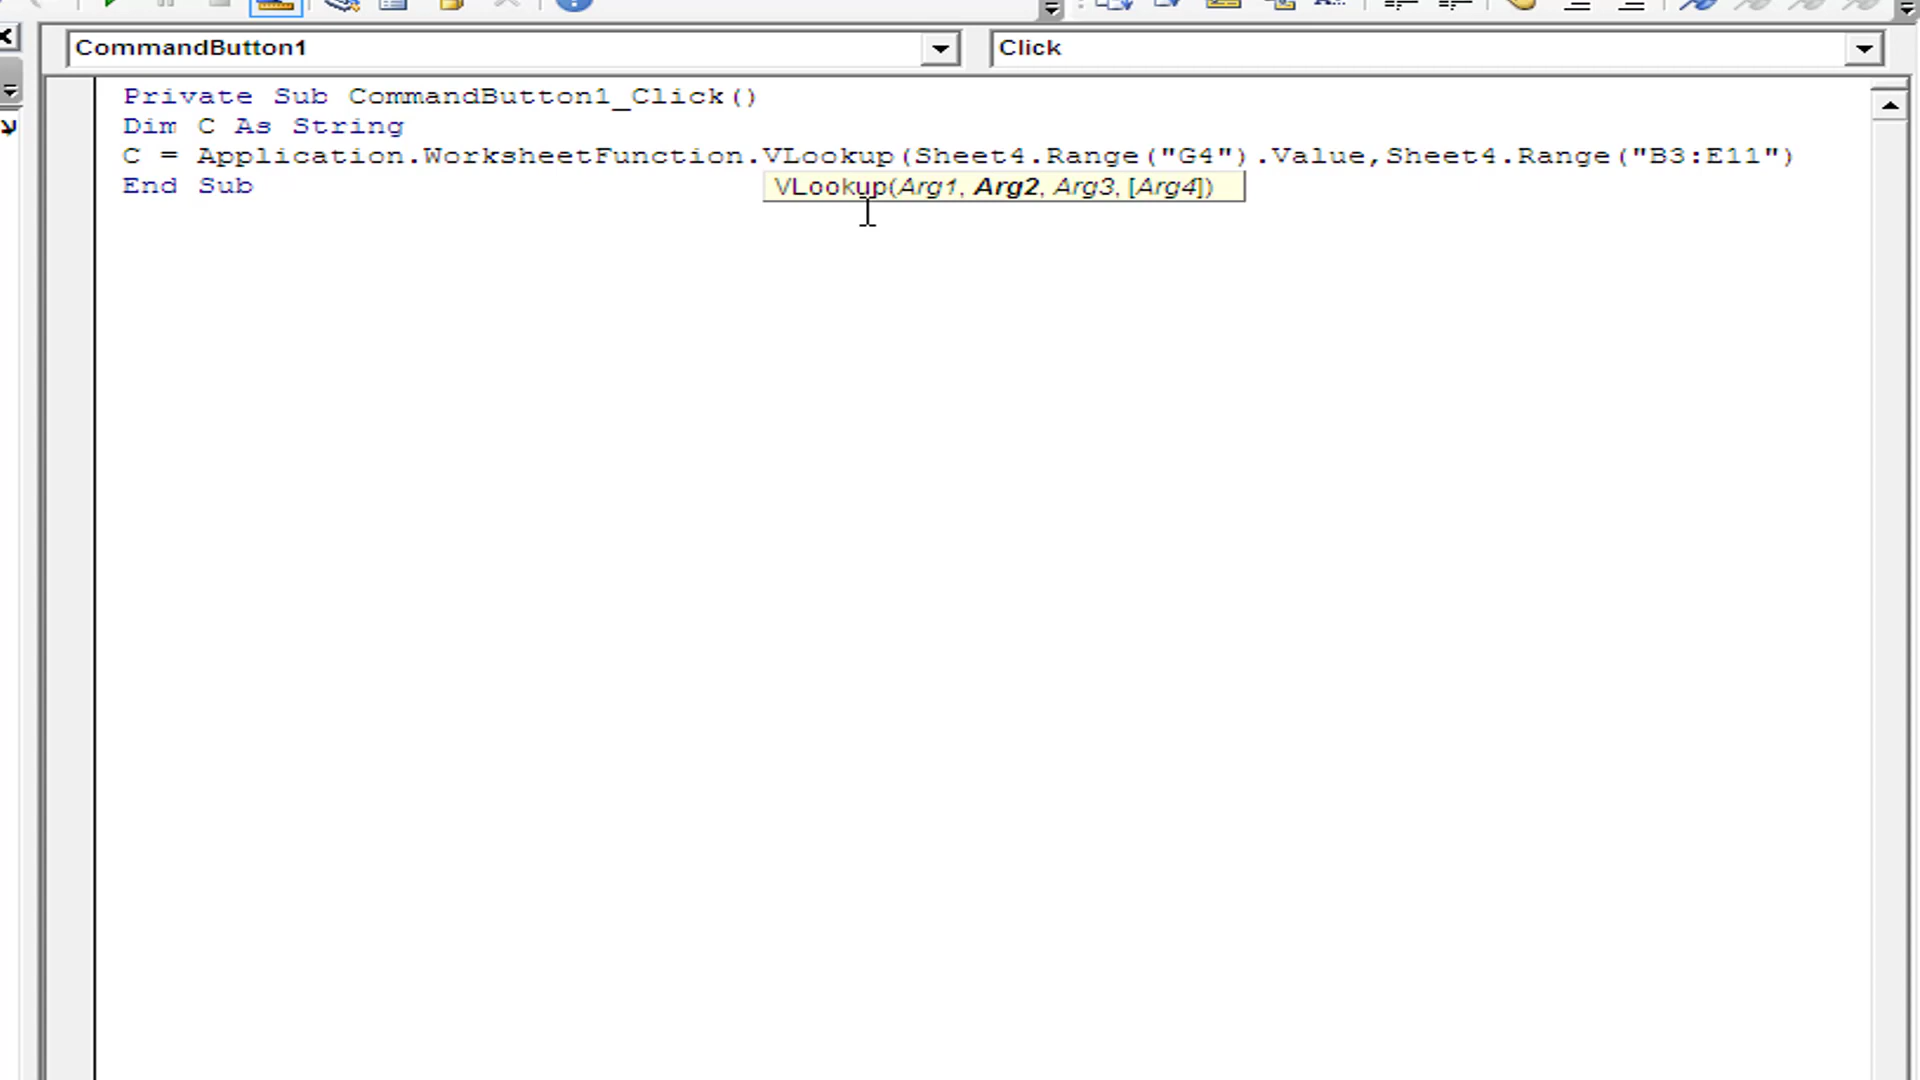 CommandButton1
Click
Private Sub CommandButton1_Click()
Dim C As String
C = Application.WorksheetFunction.VLookup(Sheet4.Range("G4").Value,Sheet4.Range("B3:E11")
End Sub
VLookup(Arg1, Arg2, Arg3, [Arg4])